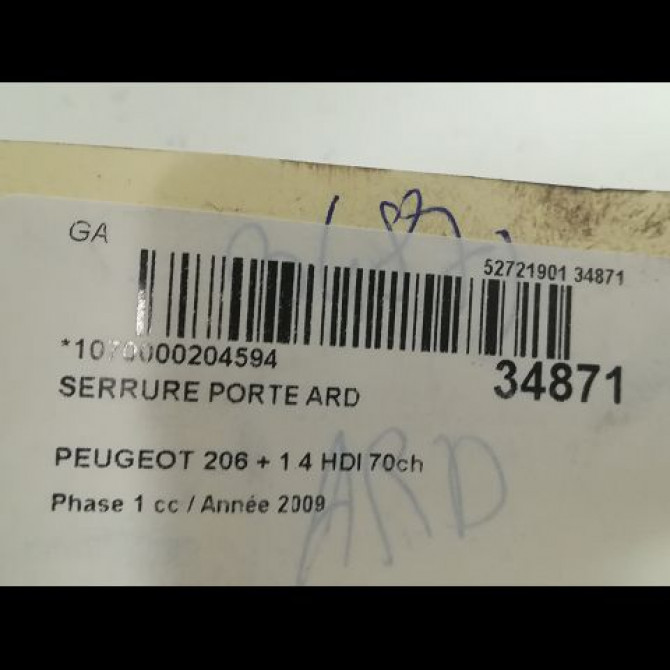 GA
52721901 34871
*1070000204594
34871
SERRURE PORTE ARD
PEUGEOT 206 + 1.4 HDI 70ch
Phase 1 cc / Année 2009
ARD